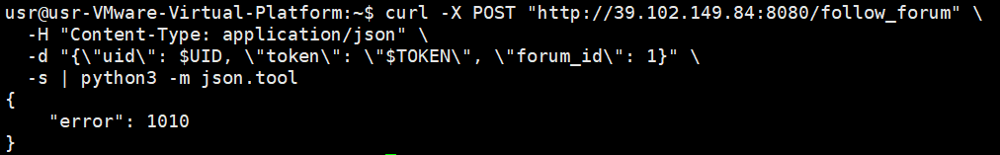 usr@usr-VMware-Virtual-Platform:~$ curl -X POST "http://39.102.149.84:8080/follow_forum" \
  -H "Content-Type: application/json" \
  -d "{\"uid\": $UID, \"token\": \"$TOKEN\", \"forum_id\": 1}" \
  -s | python3 -m json.tool
{
    "error": 1010
}